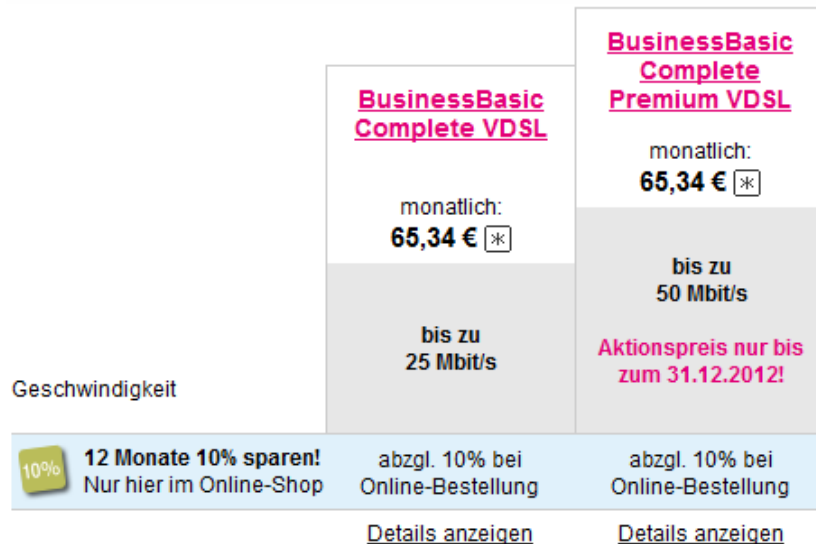 BusinessBasic
Complete VDSL
monatlich:
65,34 € *
bis zu
25 Mbit/s
BusinessBasic
Complete
Premium VDSL
monatlich:
65,34 € *
bis zu
50 Mbit/s
Aktionspreis nur bis
zum 31.12.2012!
Geschwindigkeit
10%
12 Monate 10% sparen!
Nur hier im Online-Shop
abzgl. 10% bei
Online-Bestellung
abzgl. 10% bei
Online-Bestellung
Details anzeigen
Details anzeigen